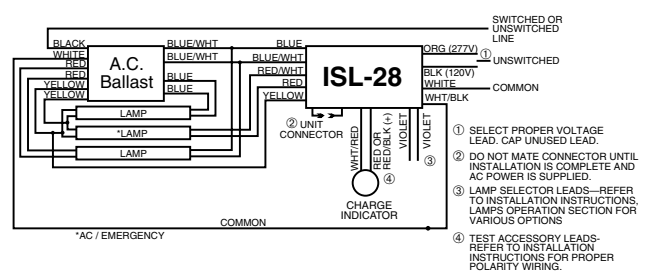 SWITCHED OR
UNSWITCHED
LINE
BLACK
WHITE
RED
RED
YELLOW
YELLOW
A.C.
Ballast
BLUE/WHT
BLUE/WHT
BLUE
BLUE
BLUE
BLUE/WHT
RED/WHT
RED
YELLOW
ISL-28
ORG (277V)
①
UNSWITCHED
BLK (120V)
WHITE
COMMON
WHT/BLK
LAMP
*LAMP
LAMP
② UNIT
CONNECTOR
WHT/RED
RED OR
RED/BLK (+)
VIOLET
VIOLET
③
④
CHARGE
INDICATOR
COMMON
*AC / EMERGENCY
① SELECT PROPER VOLTAGE
LEAD. CAP UNUSED LEAD.
② DO NOT MATE CONNECTOR UNTIL
INSTALLATION IS COMPLETE AND
AC POWER IS SUPPLIED.
③ LAMP SELECTOR LEADS—REFER
TO INSTALLATION INSTRUCTIONS,
LAMPS OPERATION SECTION FOR
VARIOUS OPTIONS
④ TEST ACCESSORY LEADS-
REFER TO INSTALLATION
INSTRUCTIONS FOR PROPER
POLARITY WIRING.